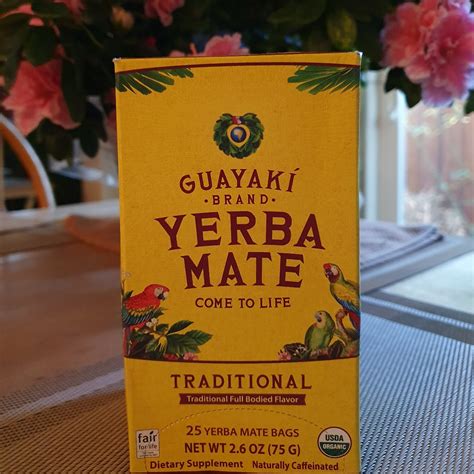 GUAYAKÍ
· BRAND ·
YERBA
MATE
COME TO LIFE
TRADITIONAL
Traditional Full Bodied Flavor
25 YERBA MATE BAGS
NET WT 2.6 OZ (75 G)
Dietary Supplement Naturally Caffeinated
fair
for life
USDA
ORGANIC